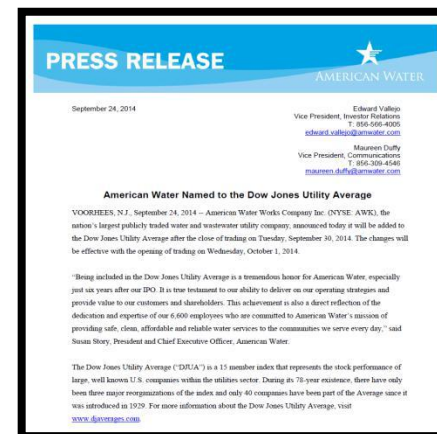 PRESS RELEASE
AMERICAN WATER
September 24, 2014
Edward Vallejo
Vice President, Investor Relations
T: 856-566-4005
edward.vallejo@amwater.com
Maureen Duffy
Vice President, Communications
T: 856-309-4546
maureen.duffy@amwater.com
American Water Named to the Dow Jones Utility Average
VOORHEES, N.J., September 24, 2014 – American Water Works Company Inc. (NYSE: AWK), the
nation's largest publicly traded water and wastewater utility company, announced today it will be added to
the Dow Jones Utility Average after the close of trading on Tuesday, September 30, 2014. The changes will
be effective with the opening of trading on Wednesday, October 1, 2014.
"Being included in the Dow Jones Utility Average is a tremendous honor for American Water, especially
just six years after our IPO. It is true testament to our ability to deliver on our operating strategies and
provide value to our customers and shareholders. This achievement is also a direct reflection of the
dedication and expertise of our 6,600 employees who are committed to American Water's mission of
providing safe, clean, affordable and reliable water services to the communities we serve every day," said
Susan Story, President and Chief Executive Officer, American Water.
The Dow Jones Utility Average ("DJUA") is a 15 member index that represents the stock performance of
large, well known U.S. companies within the utilities sector. During its 78-year existence, there have only
been three major reorganizations of the index and only 40 companies have been part of the Average since it
was introduced in 1929. For more information about the Dow Jones Utility Average, visit
www.djaverages.com.